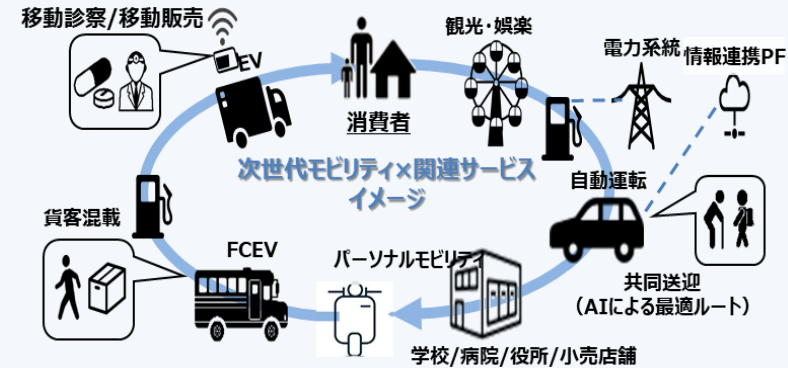 移動診察/移動販売
EV
消費者
観光・娯楽
電力系統
情報連携PF
次世代モビリティ×関連サービス
イメージ
自動運転
貨客混載
FCEV
パーソナルモビリティ
共同送迎
（AIによる最適ルート）
学校/病院/役所/小売店舗